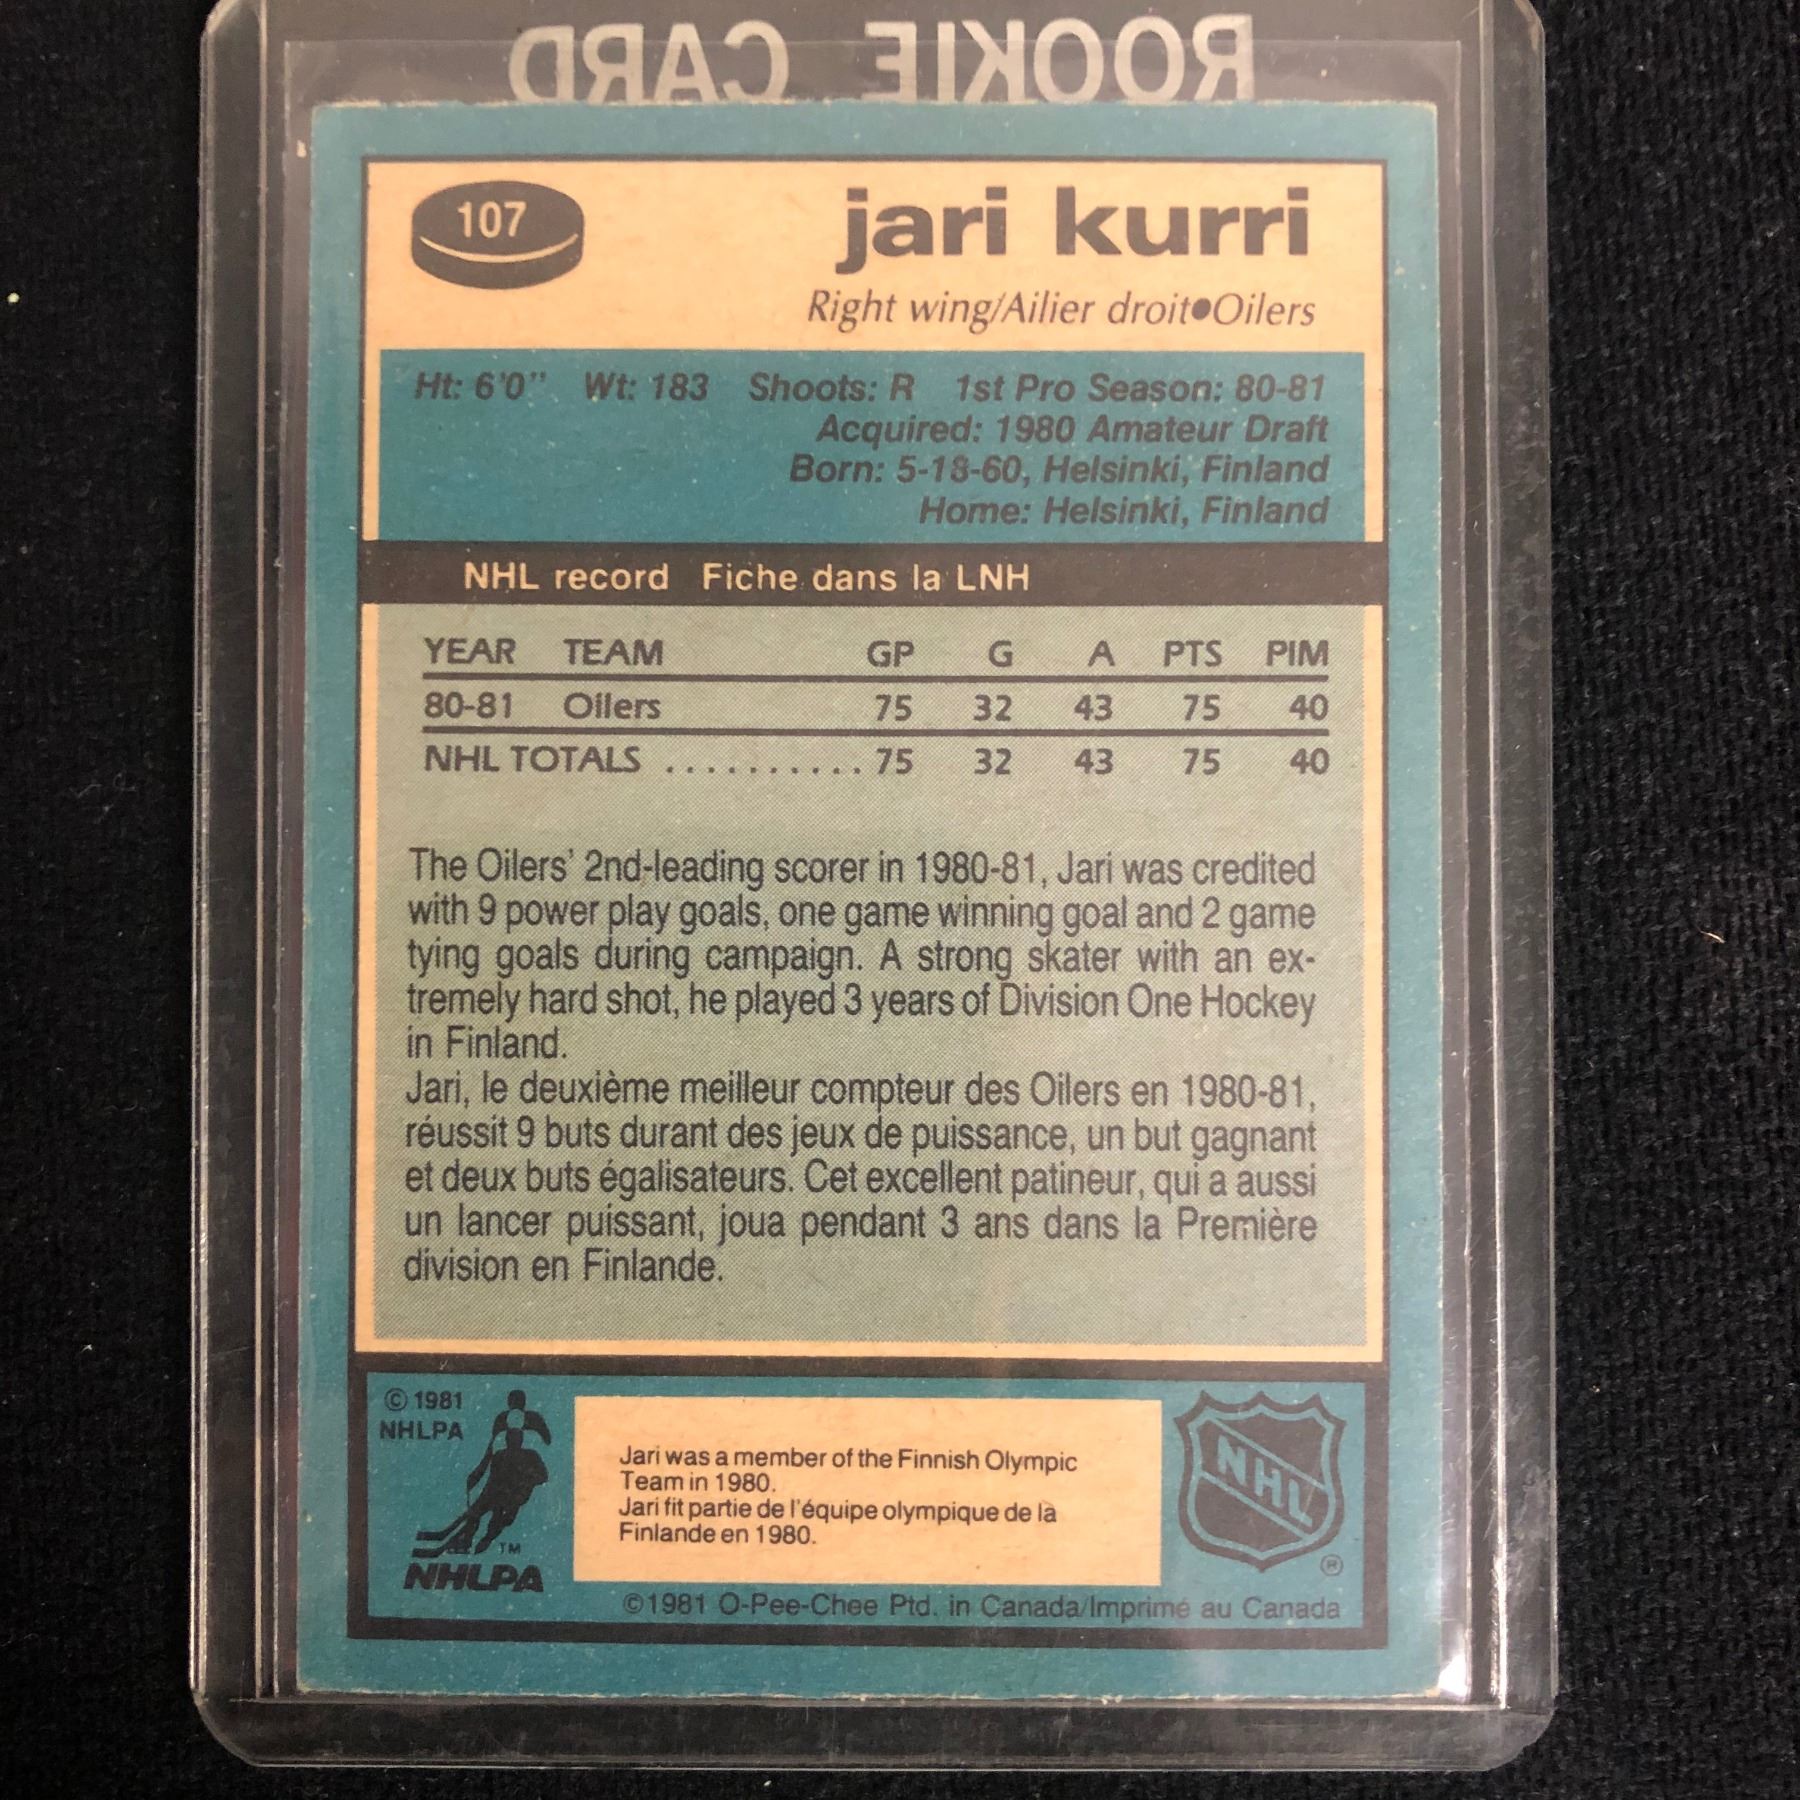 ROOKIE CARD
107
jari kurri
Right wing/Ailier droit•Oilers
Ht: 6'0" Wt: 183 Shoots: R 1st Pro Season: 80-81
Acquired: 1980 Amateur Draft
Born: 5-18-60, Helsinki, Finland
Home: Helsinki, Finland
NHL record Fiche dans la LNH
YEAR TEAM GP G A PTS PIM
80-81 Oilers 75 32 43 75 40
NHL TOTALS .......... 75 32 43 75 40
The Oilers' 2nd-leading scorer in 1980-81, Jari was credited
with 9 power play goals, one game winning goal and 2 game
tying goals during campaign. A strong skater with an ex-
tremely hard shot, he played 3 years of Division One Hockey
in Finland.
Jari, le deuxième meilleur compteur des Oilers en 1980-81,
réussit 9 buts durant des jeux de puissance, un but gagnant
et deux buts égalisateurs. Cet excellent patineur, qui a aussi
un lancer puissant, joua pendant 3 ans dans la Première
division en Finlande.
© 1981
NHLPA
TM
NHLPA
Jari was a member of the Finnish Olympic
Team in 1980.
Jari fit partie de l'équipe olympique de la
Finlande en 1980.
NHL
®
©1981 O-Pee-Chee Ptd. in Canada/Imprimé au Canada